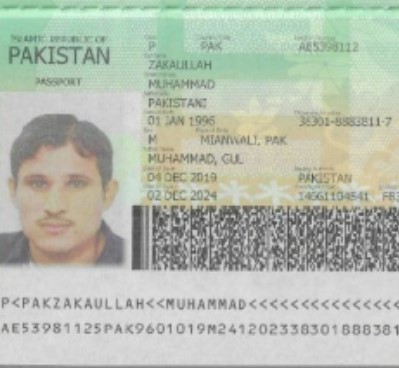 ISLAMIC REPUBLIC OF
PAKISTAN
PASSPORT
P PAK AE5398112
ZAKAULLAH
MUHAMMAD
PAKISTANI
01 JAN 1996 38301-8883811-7
M MIANWALI, PAK
MUHAMMAD, GUL
04 DEC 2019 PAKISTAN
02 DEC 2024 14661104541
P<PAKZAKAULLAH<<MUHAMMAD<<<<<<<<<<<<<<<<
AE53981125PAK9601019M241202338301888381